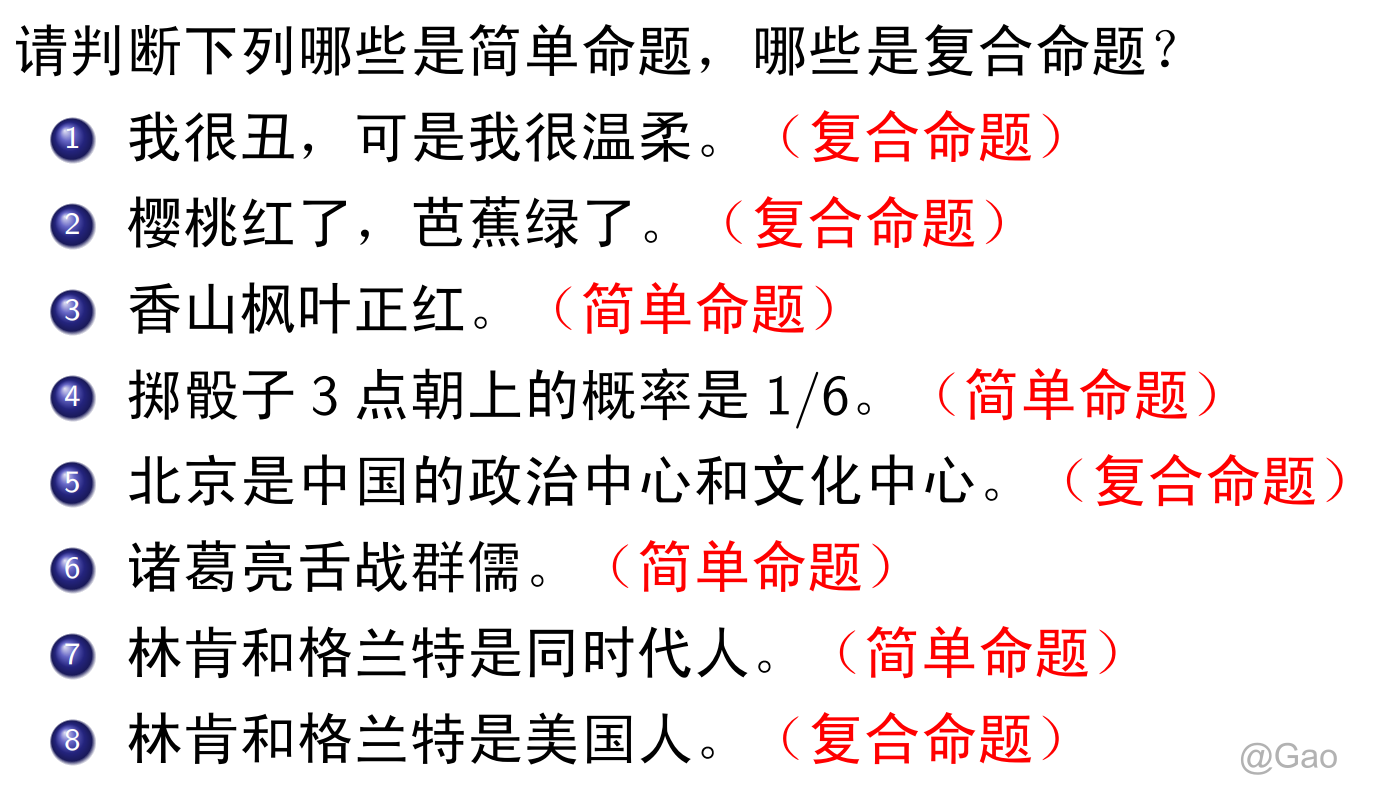 请判断下列哪些是简单命题，哪些是复合命题？
1 我很丑，可是我很温柔。（复合命题）
2 樱桃红了，芭蕉绿了。（复合命题）
3 香山枫叶正红。（简单命题）
4 掷骰子 3 点朝上的概率是 1/6。（简单命题）
5 北京是中国的政治中心和文化中心。（复合命题）
6 诸葛亮舌战群儒。（简单命题）
7 林肯和格兰特是同时代人。（简单命题）
8 林肯和格兰特是美国人。（复合命题）
@Gao